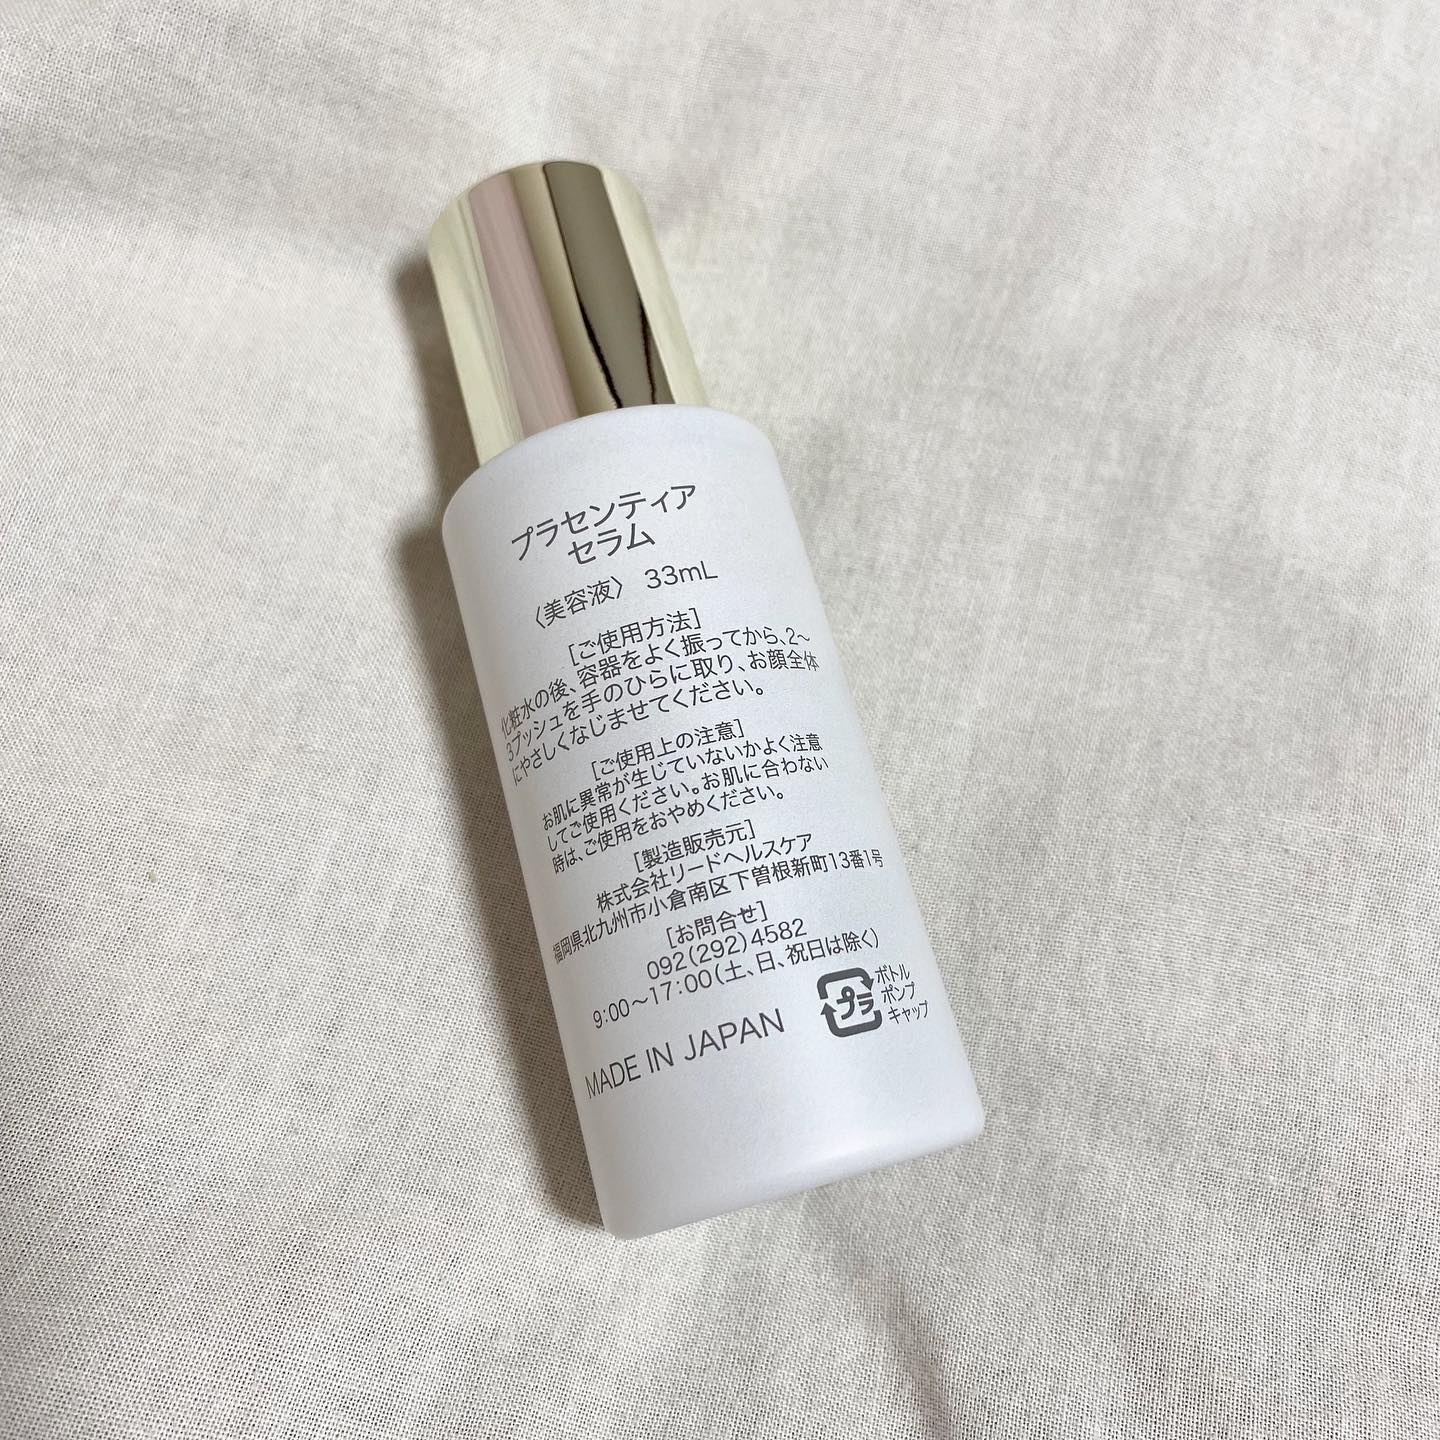 プラセンティア
セラム
〈美容液〉 33mL
[ご使用方法]
化粧水の後、容器をよく振ってから、2〜
3プッシュを手のひらに取り、お顔全体
にやさしくなじませてください。
[ご使用上の注意]
お肌に異常が生じていないかよく注意
してご使用ください。お肌に合わない
時は、ご使用をおやめください。
[製造販売元]
株式会社リードヘルスケア
福岡県北九州市小倉南区下曽根新町13番1号
[お問合せ]
092(292)4582
9:00〜17:00(土、日、祝日は除く)
プラ
ボトル
ポンプ
キャップ
MADE IN JAPAN